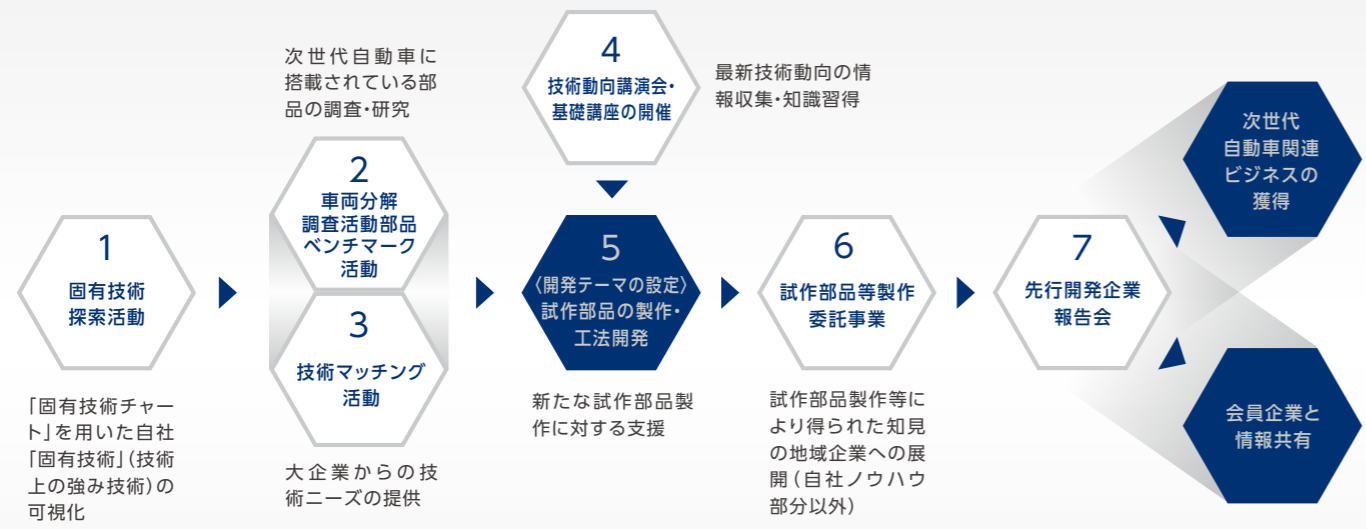 1
固有技術
探索活動
「固有技術チャー
ト」を用いた自社
「固有技術」(技術
上の強み技術)の
可視化
次世代自動車に
搭載されている部
品の調査・研究
2
車両分解
調査活動部品
ベンチマーク
活動
3
技術マッチング
活動
大企業からの技
術ニーズの提供
4
技術動向講演会・
基礎講座の開催
最新技術動向の情
報収集・知識習得
5
〈開発テーマの設定〉
試作部品の製作・
工法開発
新たな試作部品製
作に対する支援
6
試作部品等製作
委託事業
試作部品製作等に
より得られた知見
の地域企業への展
開(自社ノウハウ
部分以外)
7
先行開発企業
報告会
次世代
自動車関連
ビジネスの
獲得
会員企業と
情報共有